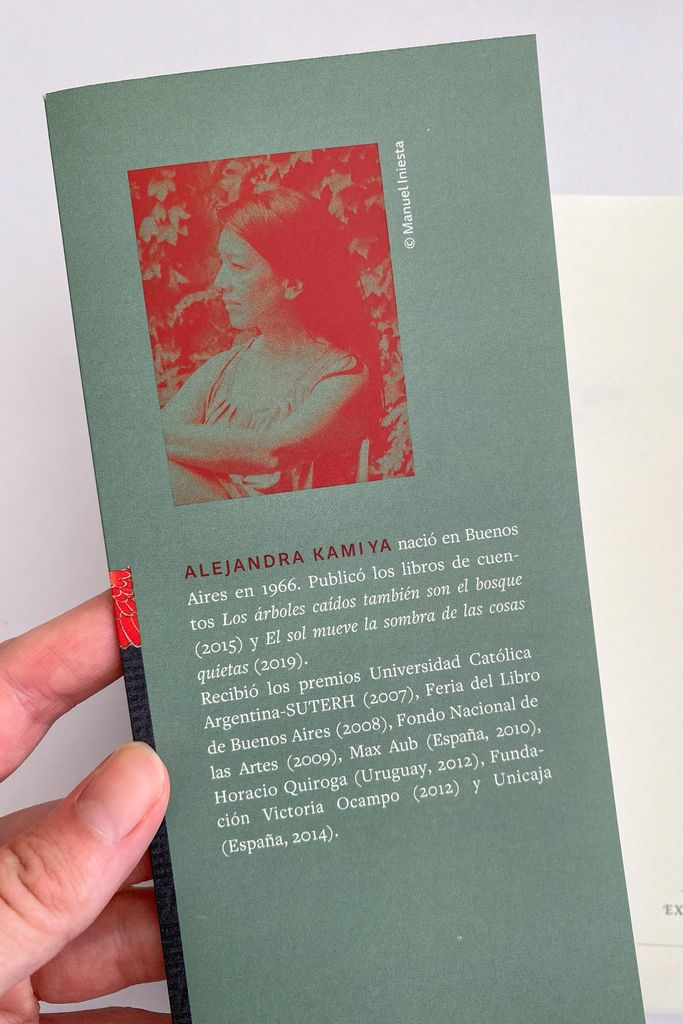 © Manuel Iniesta
ALEJANDRA KAMIYA nació en Buenos
Aires en 1966. Publicó los libros de cuen-
tos Los árboles caídos también son el bosque
(2015) y El sol mueve la sombra de las cosas
quietas (2019).
Recibió los premios Universidad Católica
Argentina-SUTERH (2007), Feria del Libro
de Buenos Aires (2008), Fondo Nacional de
las Artes (2009), Max Aub (España, 2010),
Horacio Quiroga (Uruguay, 2012), Funda-
ción Victoria Ocampo (2012) y Unicaja
(España, 2014).
EX